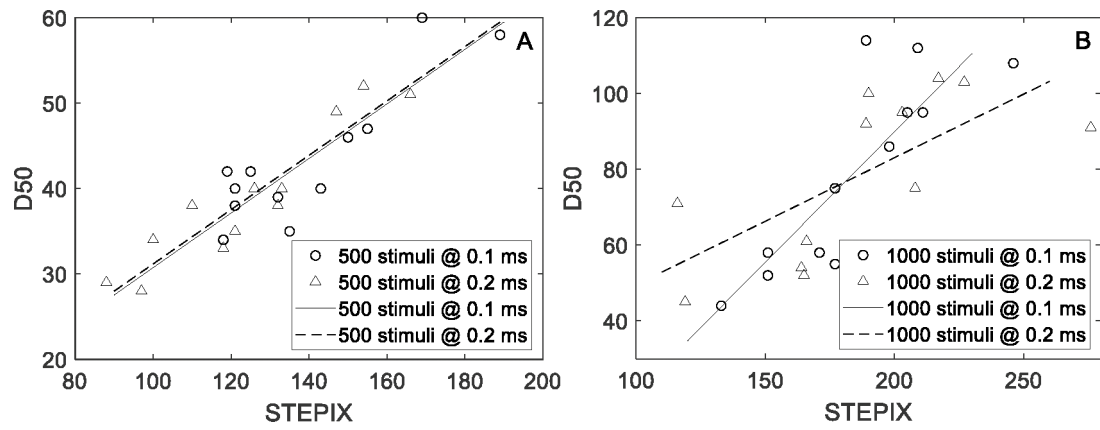 A
60
50
40
30
20
D50
80
100
120
140
160
180
200
STEPIX
500 stimuli @ 0.1 ms
500 stimuli @ 0.2 ms
500 stimuli @ 0.1 ms
500 stimuli @ 0.2 ms
B
120
100
80
60
40
D50
100
150
200
250
STEPIX
1000 stimuli @ 0.1 ms
1000 stimuli @ 0.2 ms
1000 stimuli @ 0.1 ms
1000 stimuli @ 0.2 ms